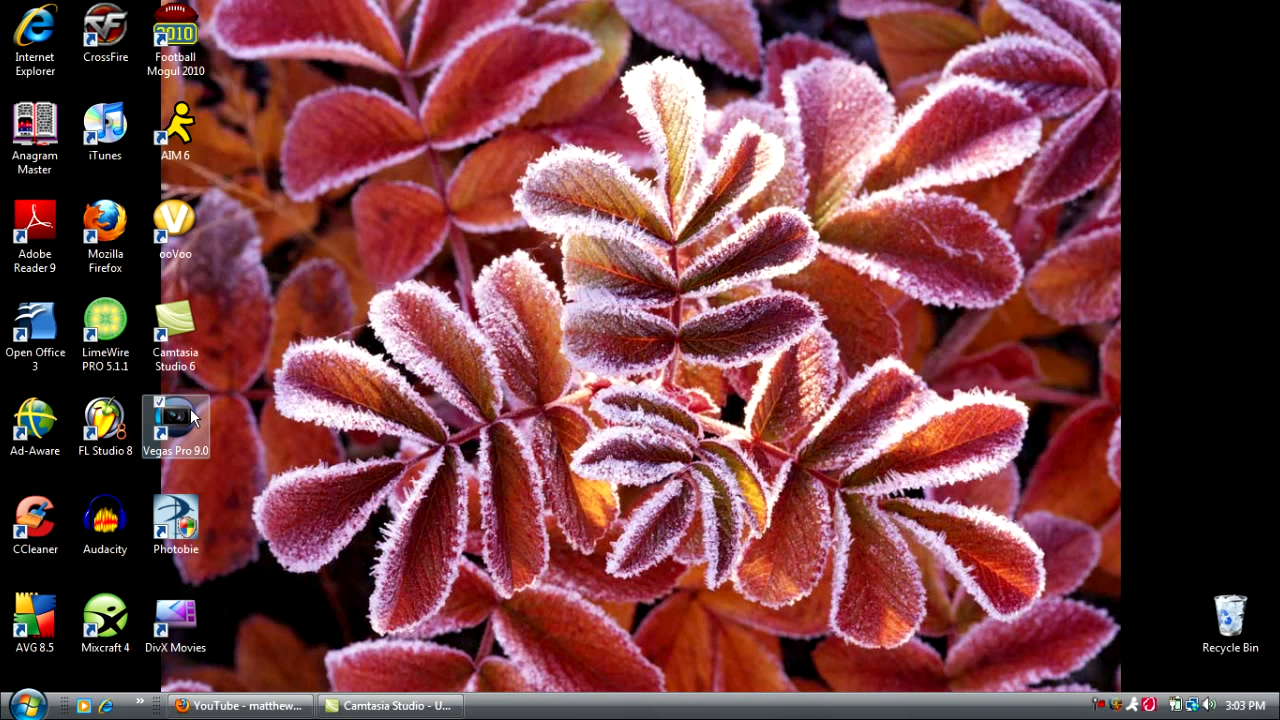 Internet
Explorer
CrossFire
2010
Football
Mogul 2010
Anagram
Master
iTunes
AIM 6
Adobe
Reader 9
Mozilla
Firefox
ooVoo
Open Office
3
LimeWire
PRO 5.1.1
Camtasia
Studio 6
Ad-Aware
FL Studio 8
Vegas Pro 9.0
CCleaner
Audacity
Photobie
AVG 8.5
Mixcraft 4
DivX Movies
Recycle Bin
YouTube - matthew...
Camtasia Studio - U...
3:03 PM